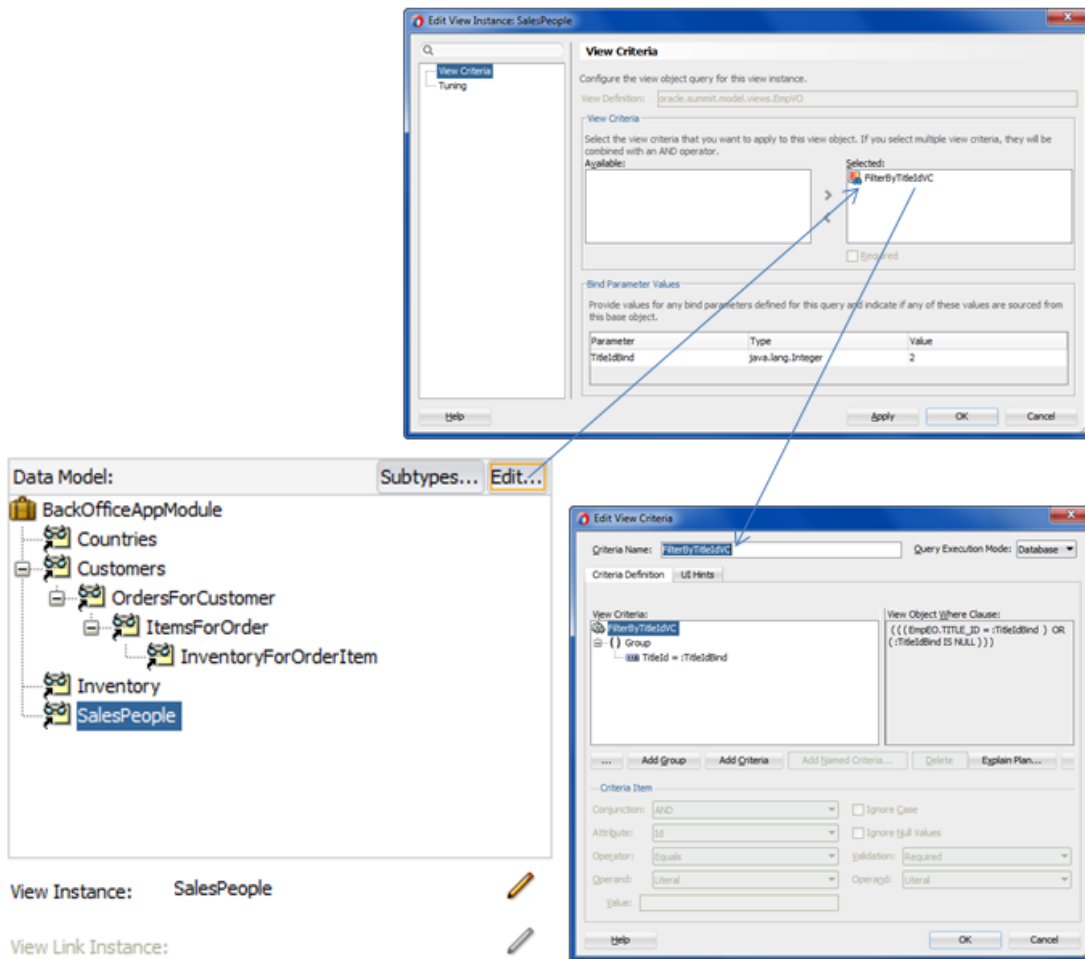 Edit View Instance: SalesPeople
View Criteria
Tuning
View Criteria
Configure the view object query for this view instance.
View Definition: oracle.summit.model.views.EmpVO
View Criteria
Select the view criteria that you want to apply to this view object. If you select multiple view criteria, they will be
combined with an AND operator.
Available:
Selected:
FilterByTitleIdVC
Required
Bind Parameter Values
Provide values for any bind parameters defined for this query and indicate if any of these values are sourced from
this base object.
Parameter Type Value
TitleIdBind java.lang.Integer 2
Help Apply OK Cancel
Data Model: Subtypes... Edit...
BackOfficeAppModule
Countries
Customers
OrdersForCustomer
ItemsForOrder
InventoryForOrderItem
Inventory
SalesPeople
View Instance: SalesPeople
View Link Instance:
Edit View Criteria
Criteria Name: FilterByTitleIdVC Query Execution Mode: Database
Criteria Definition UI Hints
View Criteria:
FilterByTitleIdVC
( ) Group
TitleId = :TitleIdBind
View Object Where Clause:
( ( (EmpEO.TITLE_ID = :TitleIdBind ) OR
( :TitleIdBind IS NULL ) ) )
... Add Group Add Criteria Add Named Criteria... Delete Explain Plan...
Criteria Item
Conjunction: AND Ignore Case
Attribute: Id Ignore Null Values
Operator: Equals Validation: Required
Operand: Literal Operand: Literal
Value:
Help OK Cancel